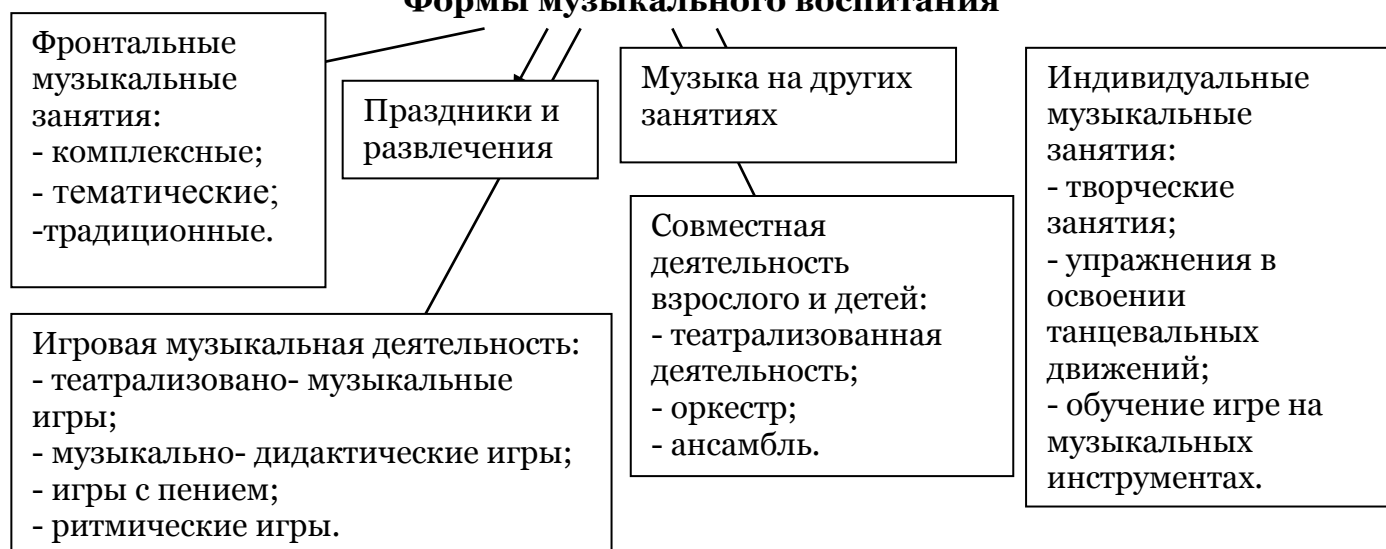 Формы музыкального воспитания
Фронтальные
музыкальные
занятия:
- комплексные;
- тематические;
-традиционные.
Праздники и
развлечения
Музыка на других
занятиях
Индивидуальные
музыкальные
занятия:
- творческие
занятия;
- упражнения в
освоении
танцевальных
движений;
- обучение игре на
музыкальных
инструментах.
Совместная
деятельность
взрослого и детей:
- театрализованная
деятельность;
- оркестр;
- ансамбль.
Игровая музыкальная деятельность:
- театрализовано- музыкальные
игры;
- музыкально- дидактические игры;
- игры с пением;
- ритмические игры.